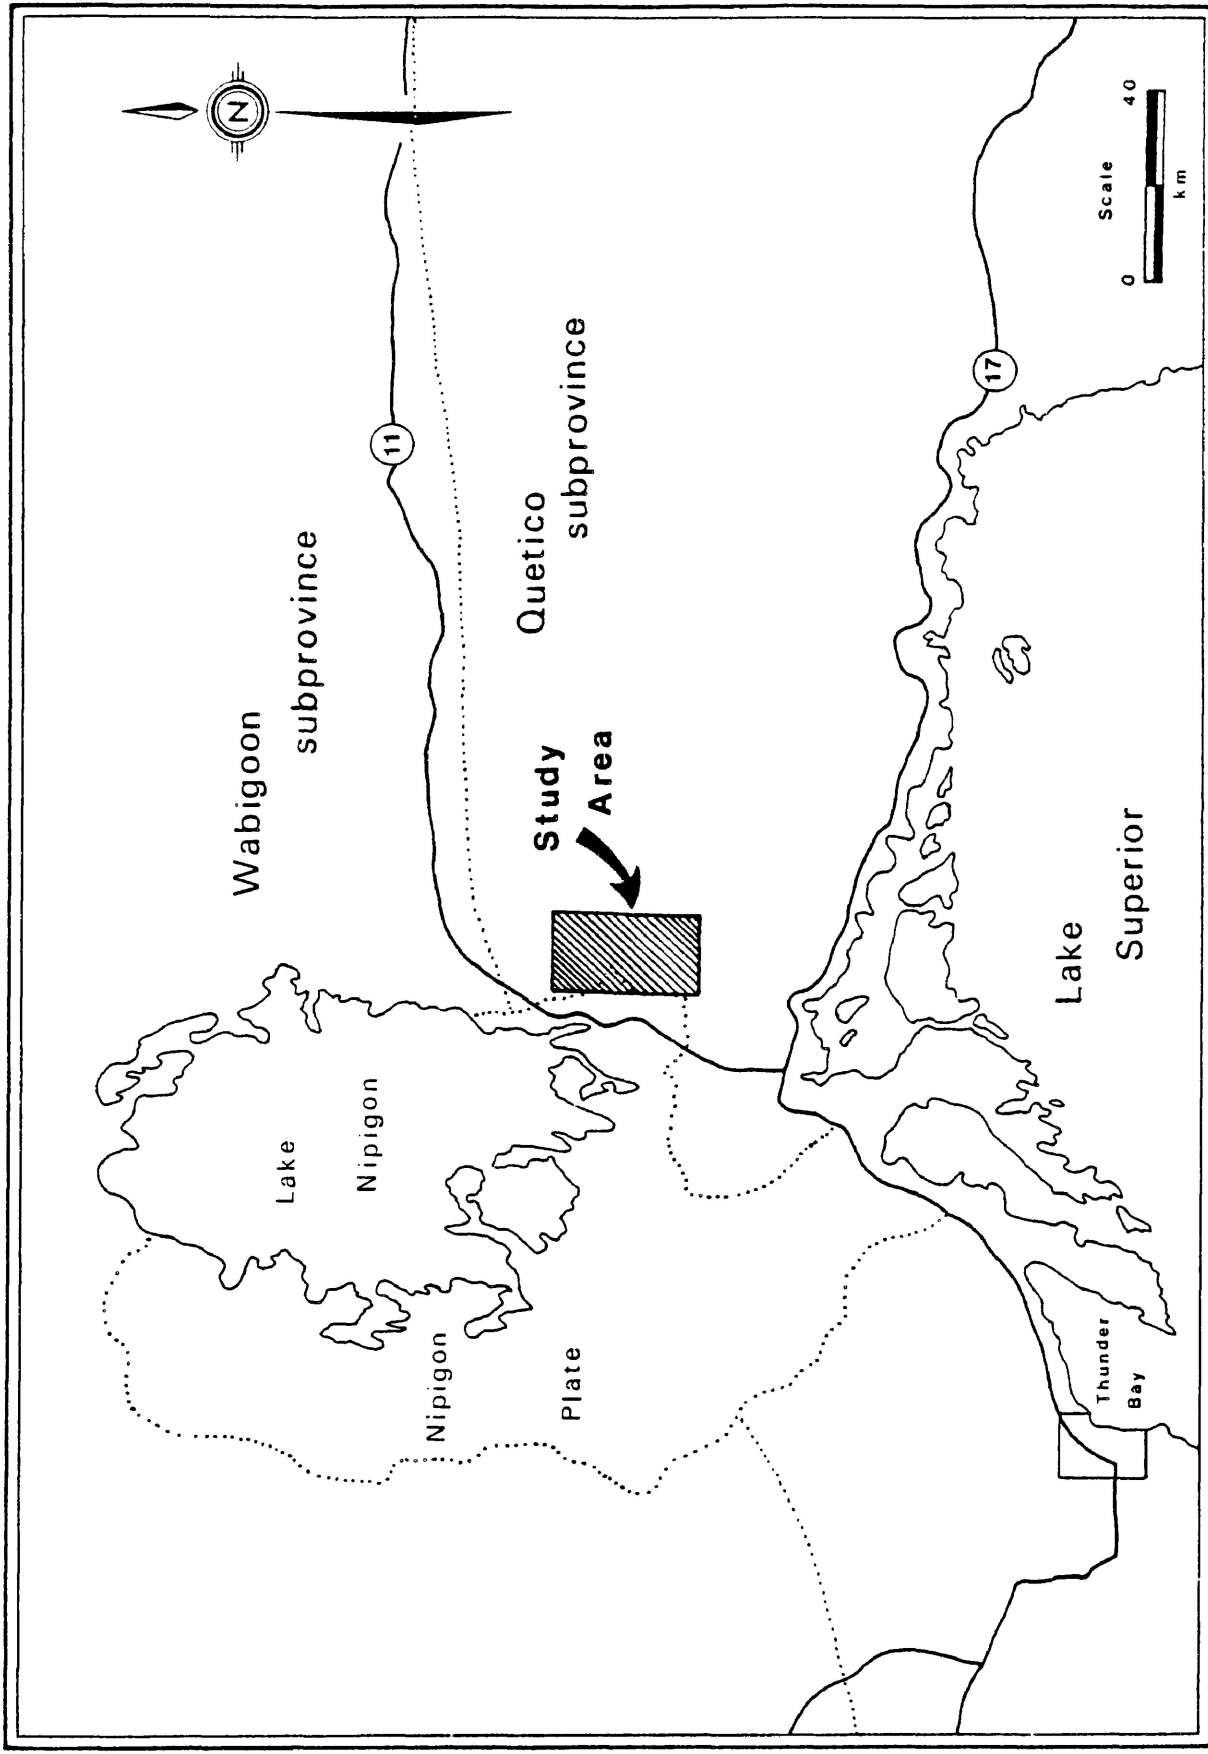 N
Wabigoon
subprovince
11
Lake
Nipigon
Nipigon
Plate
Quetico
subprovince
Study
Area
17
Lake
Superior
Thunder
Bay
Scale
0 40
km